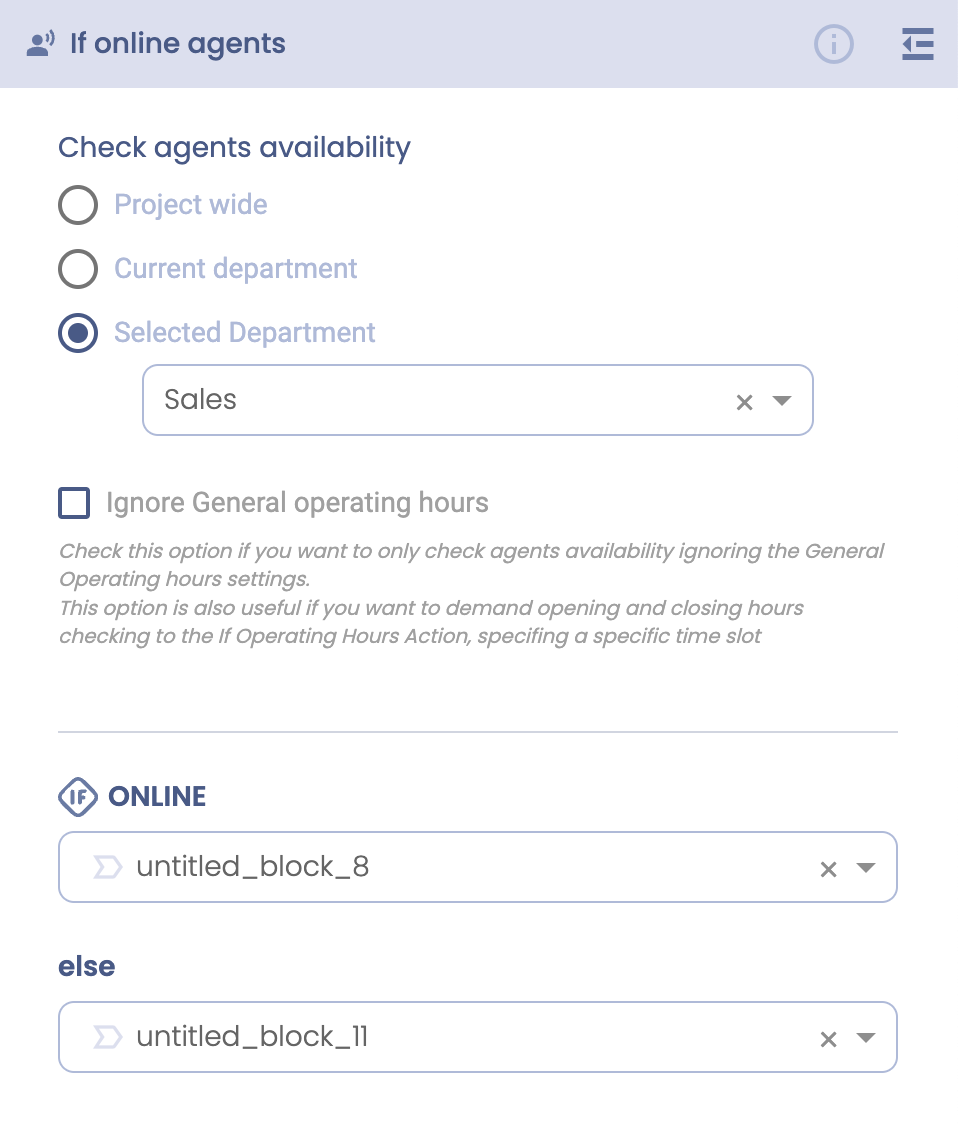 If online agents
Check agents availability
Project wide
Current department
Selected Department
Sales
Ignore General operating hours
Check this option if you want to only check agents availability ignoring the General
Operating hours settings.
This option is also useful if you want to demand opening and closing hours
checking to the If Operating Hours Action, specifing a specific time slot
IF ONLINE
untitled_block_8
else
untitled_block_11